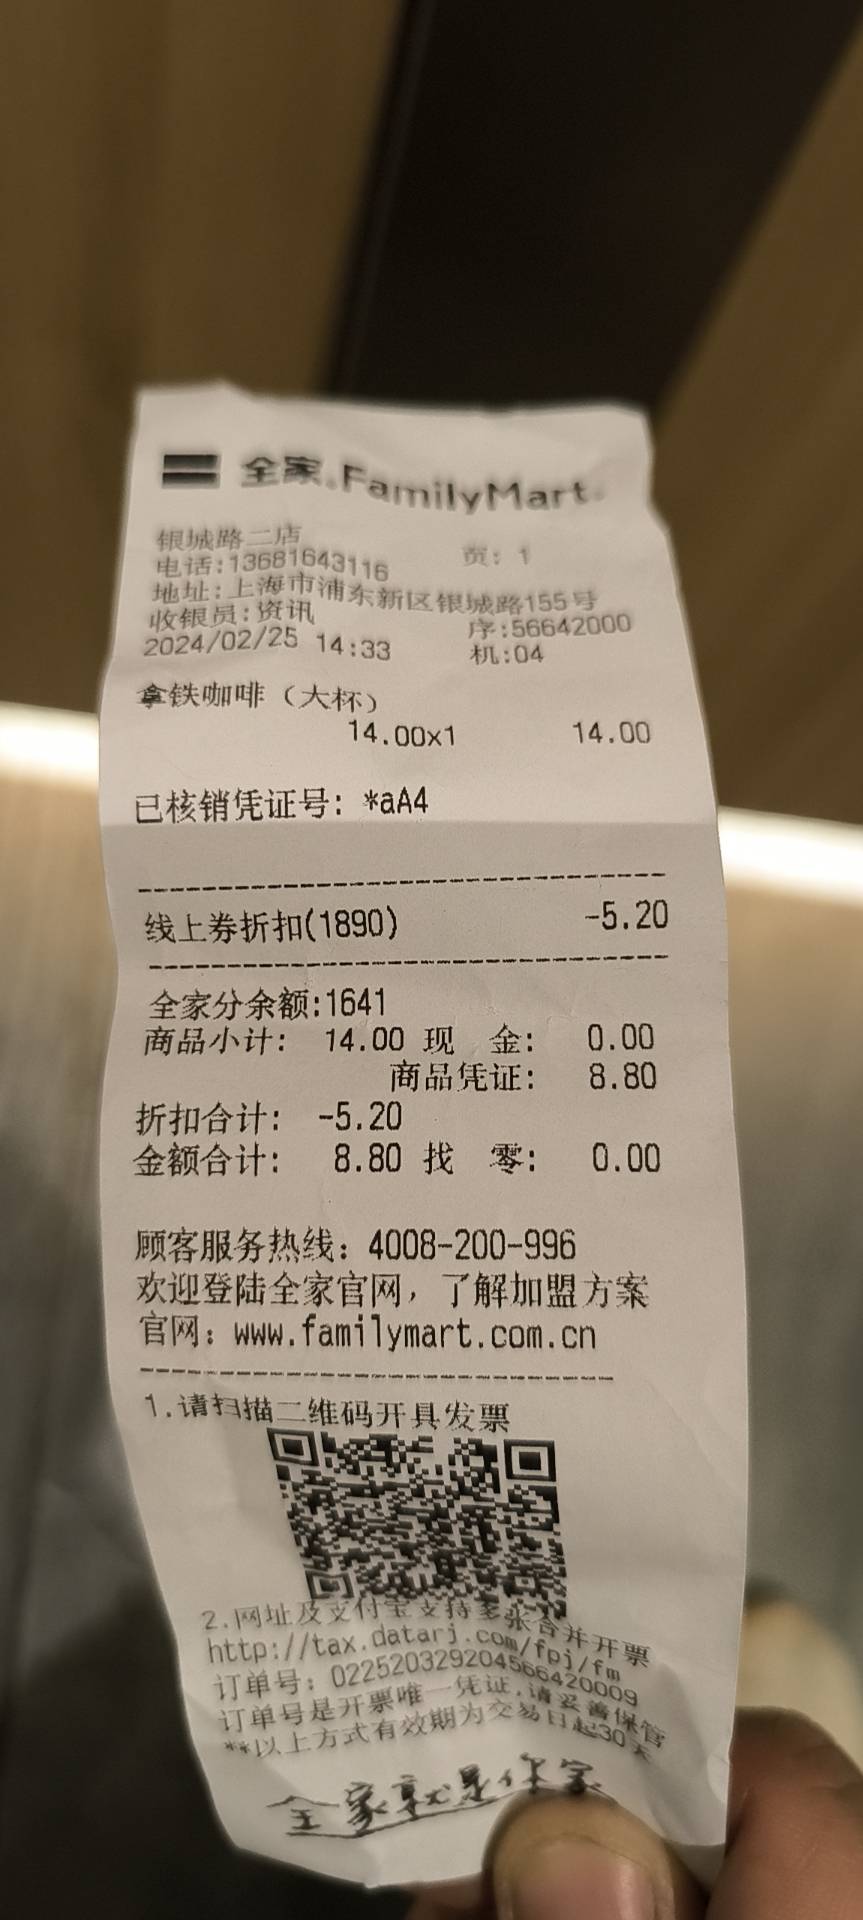 全家 FamilyMart
银城路二店
电话:13681643116 页: 1
地址:上海市浦东新区银城路155号
收银员:资讯 序:56642000
2024/02/25 14:33 机:04
拿铁咖啡（大杯）
14.00x1 14.00
已核销凭证号: *aA4
线上券折扣(1890) -5.20
全家分余额:1641
商品小计: 14.00 现 金: 0.00
商品凭证: 8.80
折扣合计: -5.20
金额合计: 8.80 找 零: 0.00
顾客服务热线: 4008-200-996
欢迎登陆全家官网，了解加盟方案
官网: www.familymart.com.cn
1.请扫描二维码开具发票
2.网址及支付宝支持多张合并开票
http://tax.datarj.com/fpj/fm
订单号: 022520329204566420009
订单号是开票唯一凭证,请妥善保管
**以上方式有效期为交易日起30天
全家就是你家